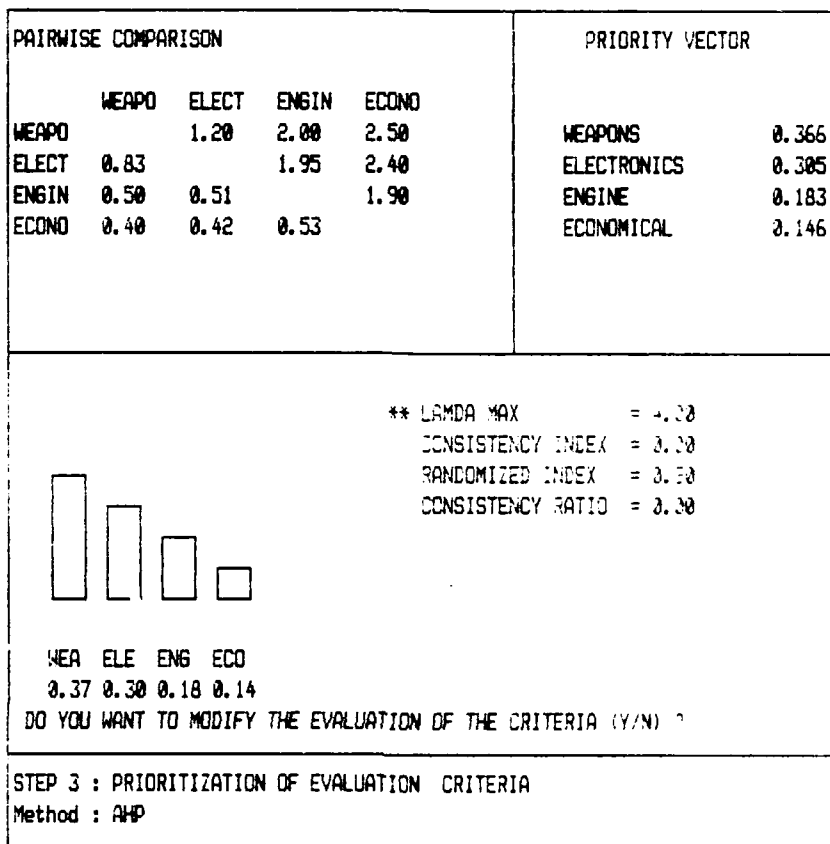 PAIRWISE COMPARISON
WEAPO ELECT ENGIN ECONO
WEAPO 1.20 2.00 2.50
ELECT 0.83 1.95 2.40
ENGIN 0.50 0.51 1.90
ECONO 0.40 0.42 0.53
PRIORITY VECTOR
WEAPONS 0.366
ELECTRONICS 0.305
ENGINE 0.183
ECONOMICAL 0.146
** LAMDA MAX =
CONSISTENCY INDEX =
RANDOMIZED INDEX =
CONSISTENCY RATIO = 0.00
WEA ELE ENG ECO
0.37 0.30 0.18 0.14
DO YOU WANT TO MODIFY THE EVALUATION OF THE CRITERIA (Y/N) ?
STEP 3 : PRIORITIZATION OF EVALUATION CRITERIA
Method : AHP